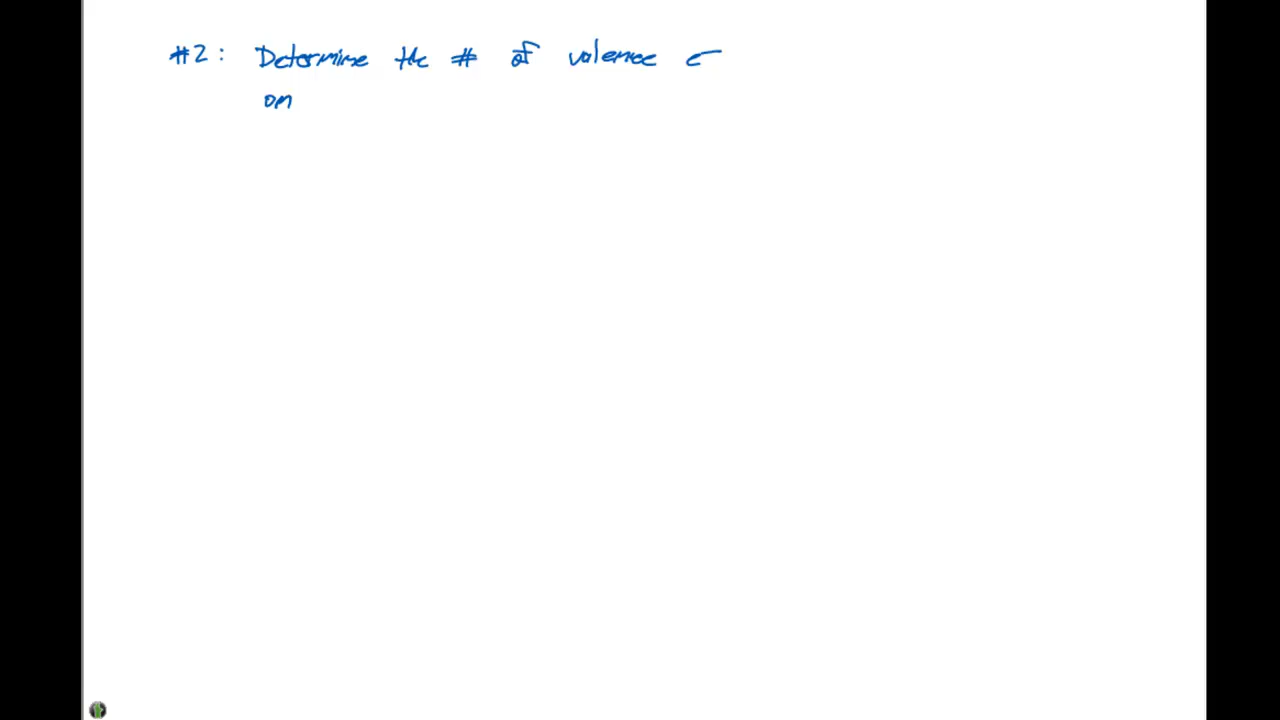 #2: Determine the # of valence e⁻
on